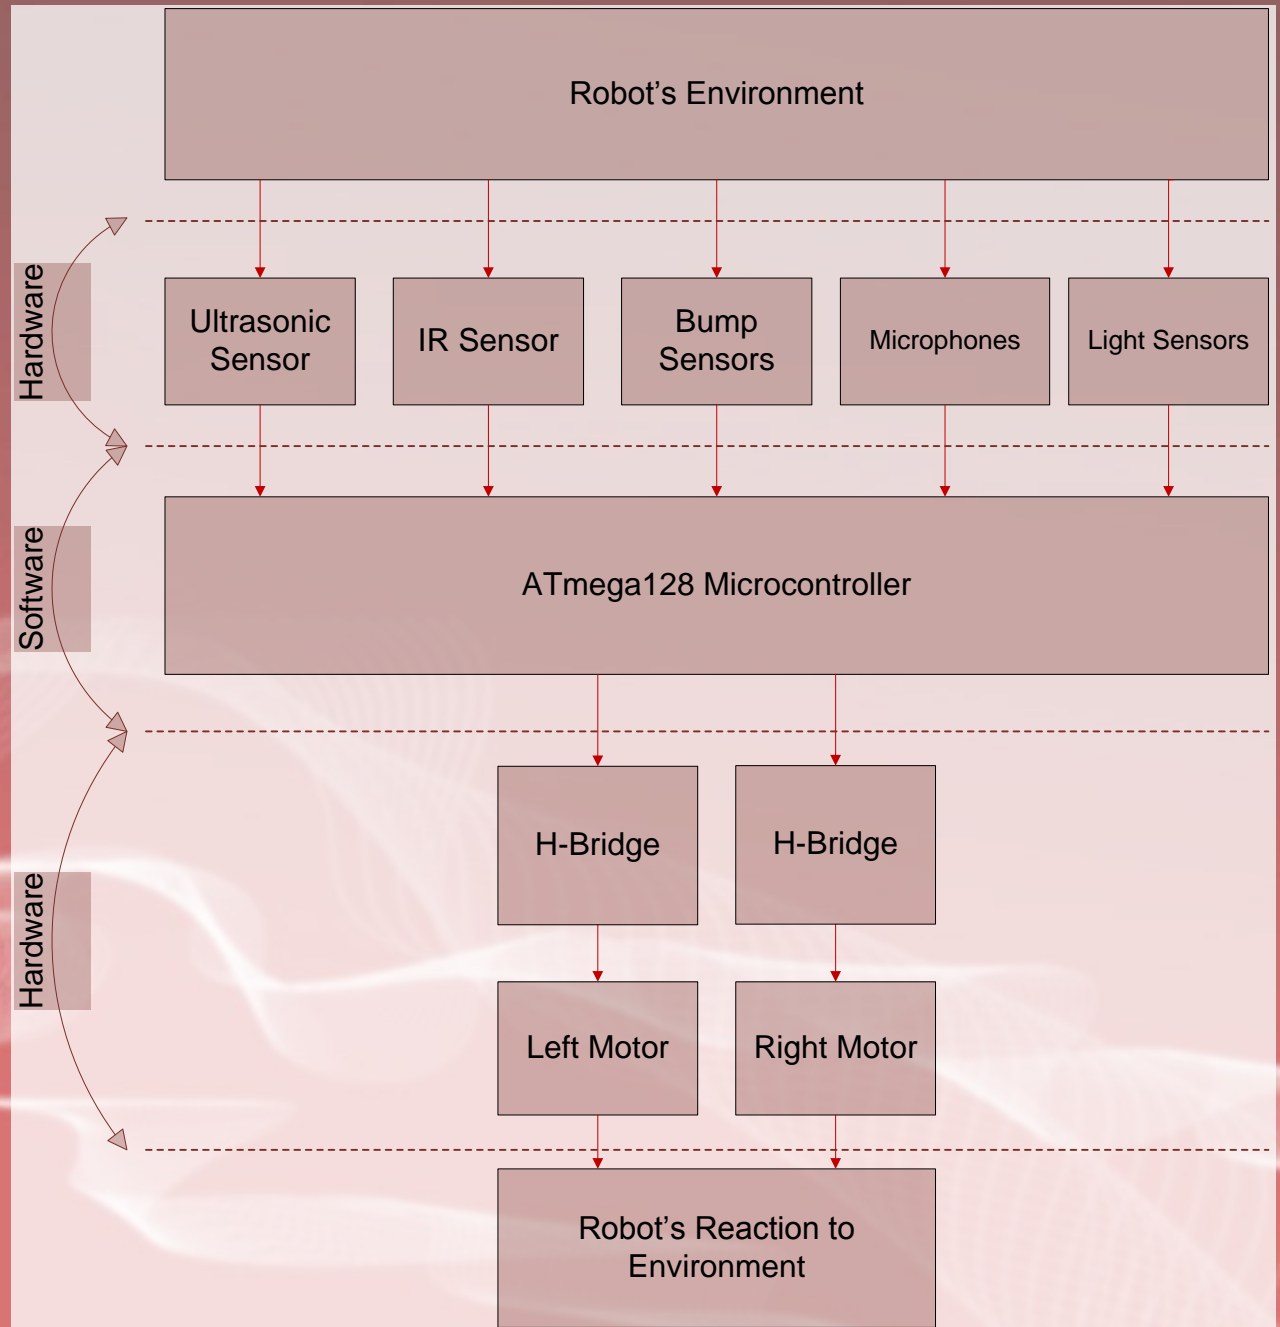 Robot's Environment
Hardware
Ultrasonic
Sensor
IR Sensor
Bump
Sensors
Microphones
Light Sensors
Software
ATmega128 Microcontroller
Hardware
H-Bridge
H-Bridge
Left Motor
Right Motor
Robot's Reaction to
Environment